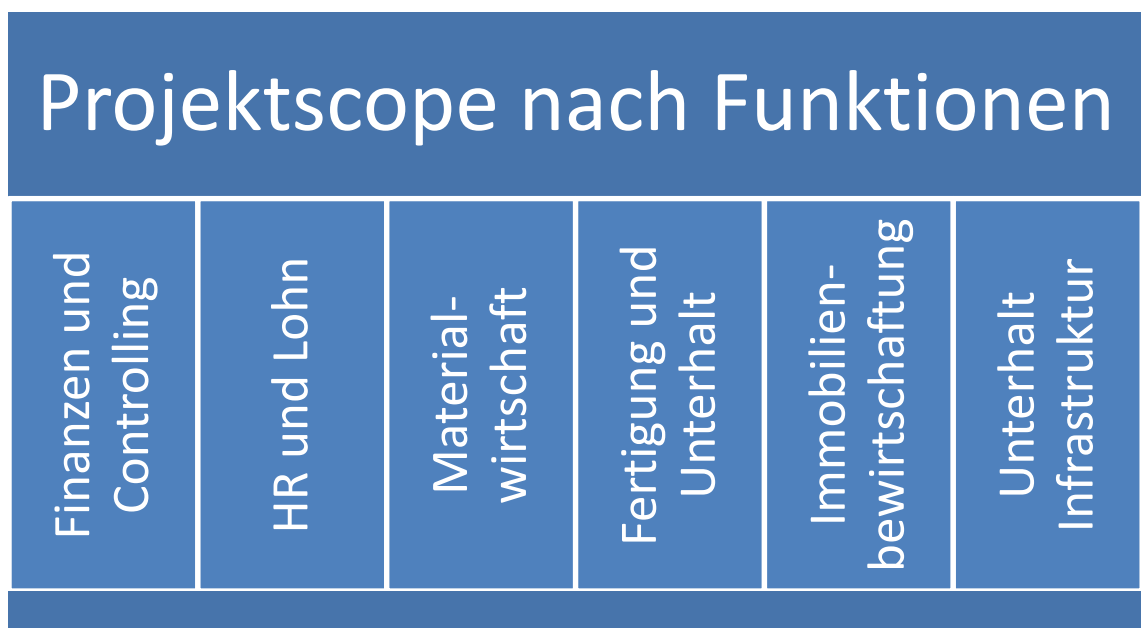 Projektscope nach Funktionen
Finanzen und
Controlling
HR und Lohn
Material-
wirtschaft
Fertigung und
Unterhalt
Immobilien-
bewirtschaftung
Unterhalt
Infrastruktur